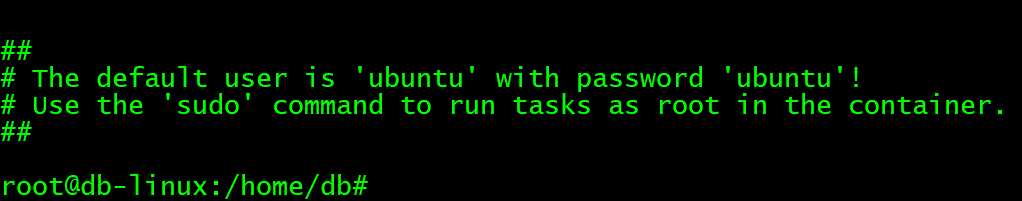 ##
# The default user is 'ubuntu' with password 'ubuntu'!
# Use the 'sudo' command to run tasks as root in the container.
##
root@db-linux:/home/db#